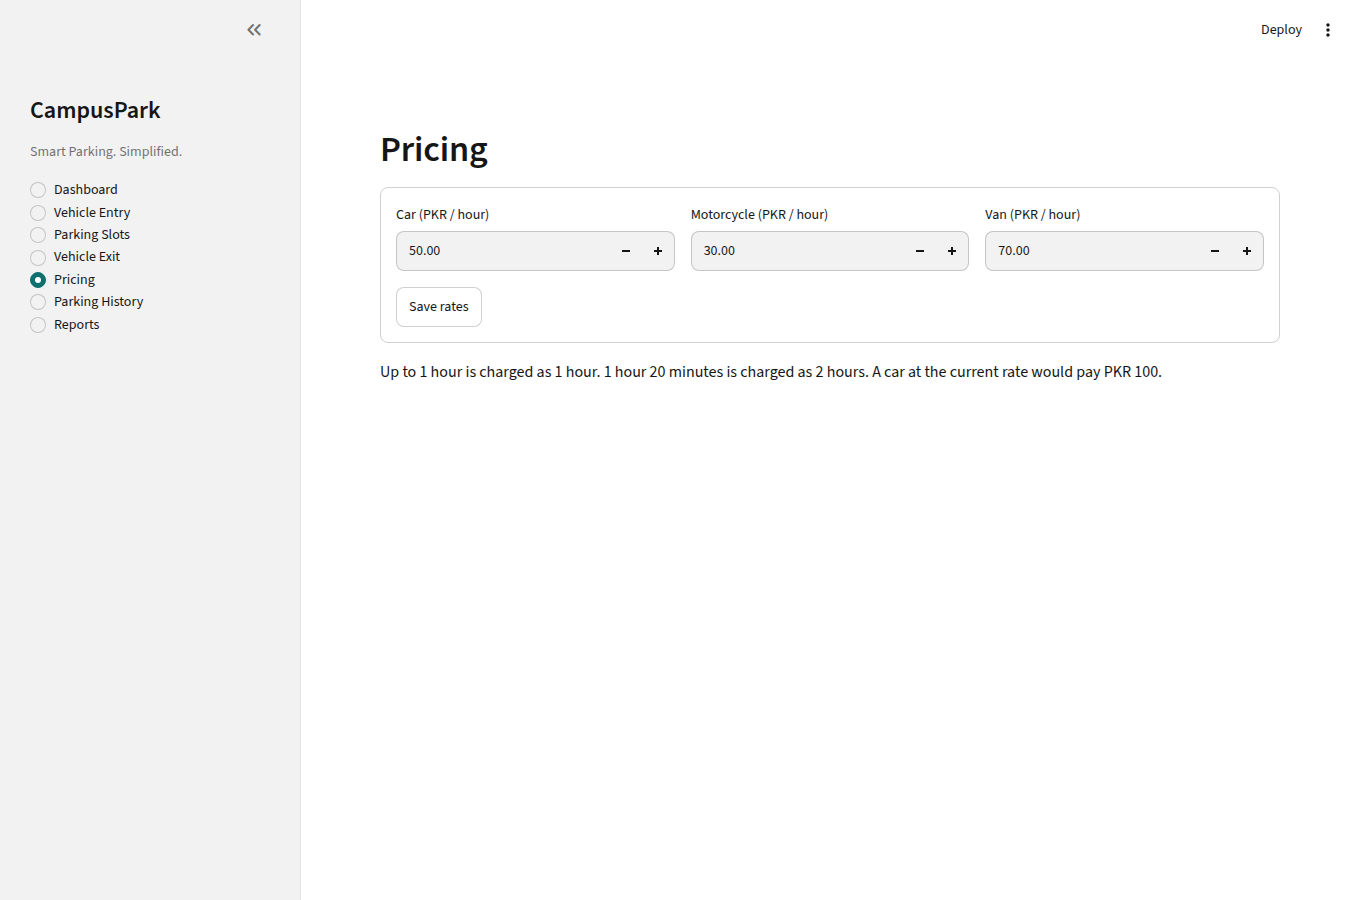 Deploy
CampusPark
Smart Parking. Simplified.
Dashboard
Vehicle Entry
Parking Slots
Vehicle Exit
Pricing
Parking History
Reports
Pricing
Car (PKR / hour)
Motorcycle (PKR / hour)
Van (PKR / hour)
50.00
30.00
70.00
Save rates
Up to 1 hour is charged as 1 hour. 1 hour 20 minutes is charged as 2 hours. A car at the current rate would pay PKR 100.